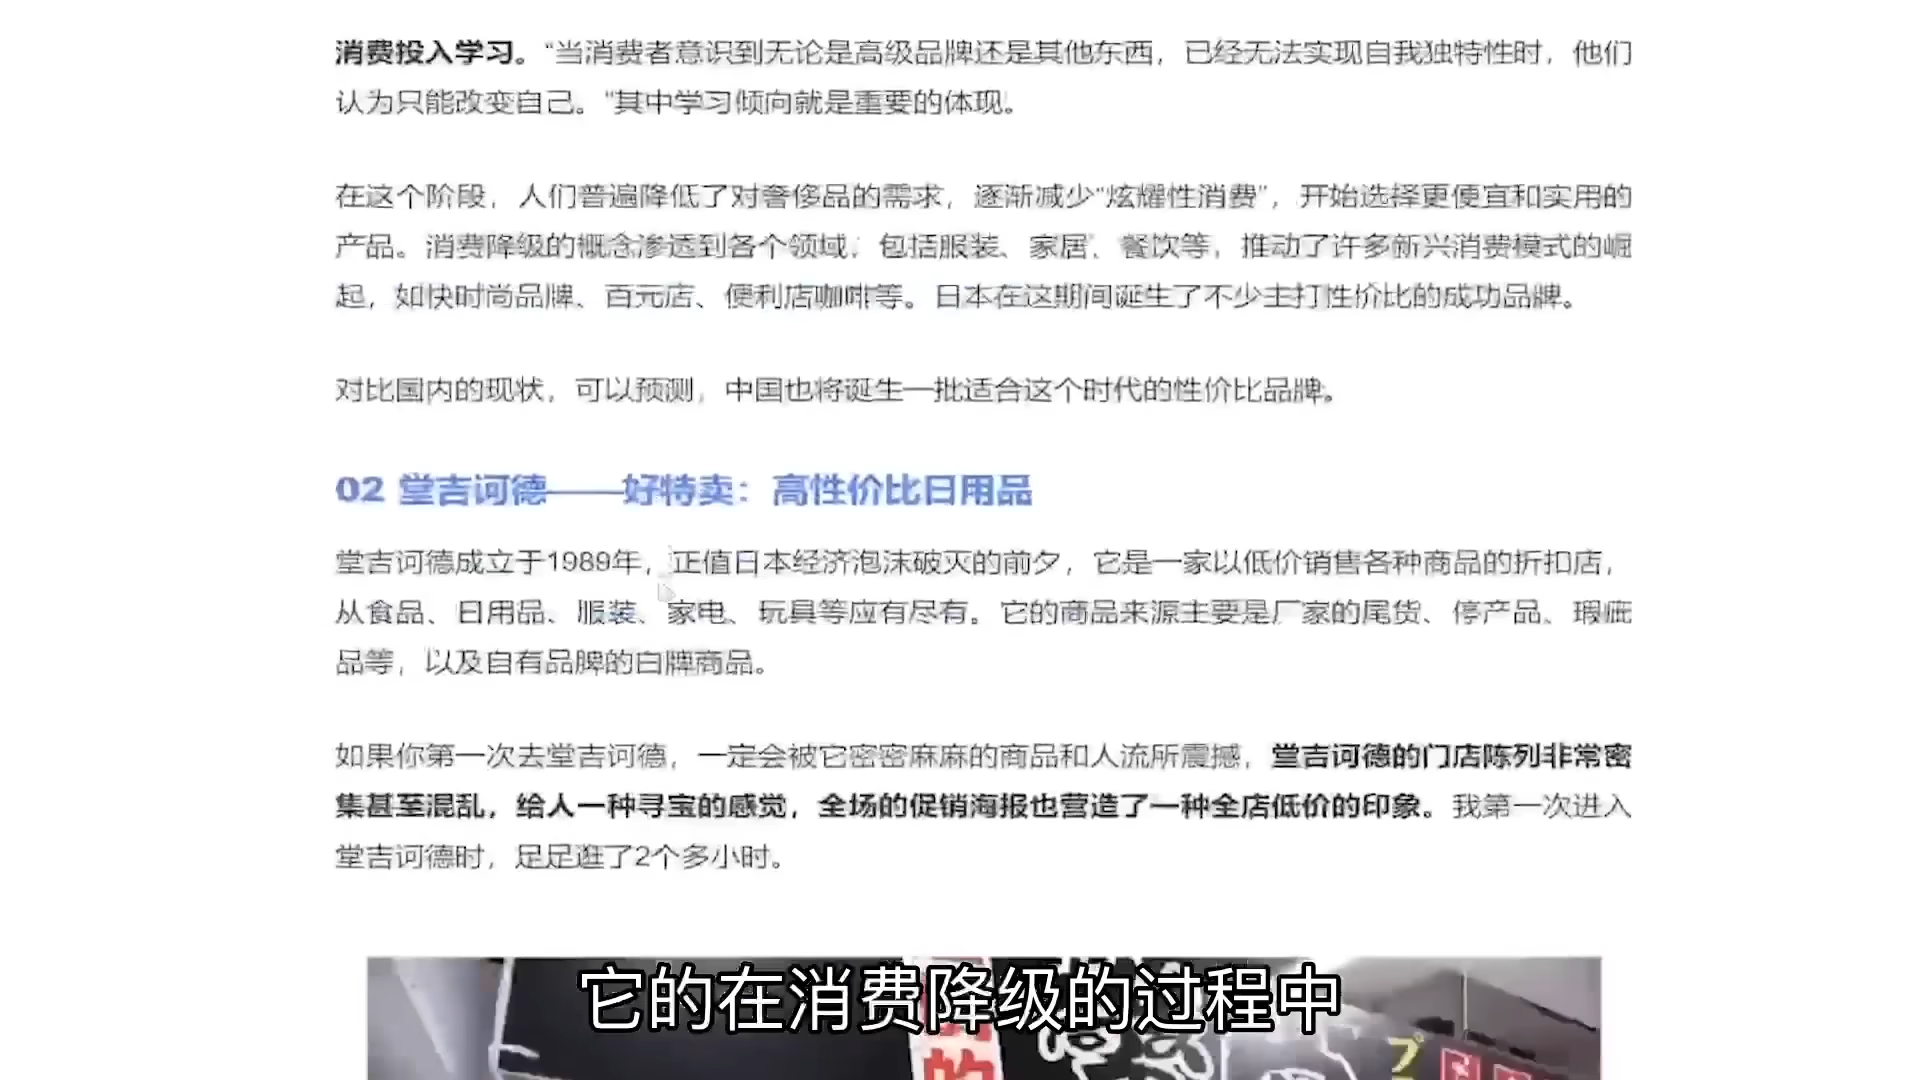 消费投入学习。“当消费者意识到无论是高级品牌还是其他东西，已经无法实现自我独特性时，他们
认为只能改变自己。”其中学习倾向就是重要的体现。
在这个阶段，人们普遍降低了对奢侈品的需求，逐渐减少“炫耀性消费”，开始选择更便宜和实用的
产品。消费降级的概念渗透到各个领域，包括服装、家居、餐饮等，推动了许多新兴消费模式的崛
起，如快时尚品牌、百元店、便利店咖啡等。日本在这期间诞生了不少主打性价比的成功品牌。
对比国内的现状，可以预测，中国也将诞生一批适合这个时代的性价比品牌。
02 堂吉诃德——好特卖：高性价比日用品
堂吉诃德成立于1989年，正值日本经济泡沫破灭的前夕，它是一家以低价销售各种商品的折扣店，
从食品、日用品、服装、家电、玩具等应有尽有。它的商品来源主要是厂家的尾货、停产品、瑕疵
品等，以及自有品牌的白牌商品。
如果你第一次去堂吉诃德，一定会被它密密麻麻的商品和人流所震撼，堂吉诃德的门店陈列非常密
集甚至混乱，给人一种寻宝的感觉，全场的促销海报也营造了一种全店低价的印象。我第一次进入
堂吉诃德时，足足逛了2个多小时。
它的在消费降级的过程中